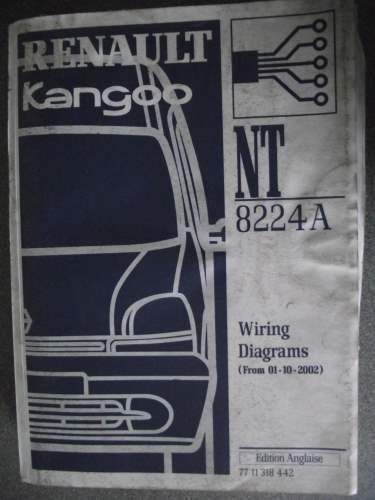 RENAULT
Kangoo
NT
8224A
Wiring
Diagrams
(From 01-10-2002)
Edition Anglaise
77 11 318 442